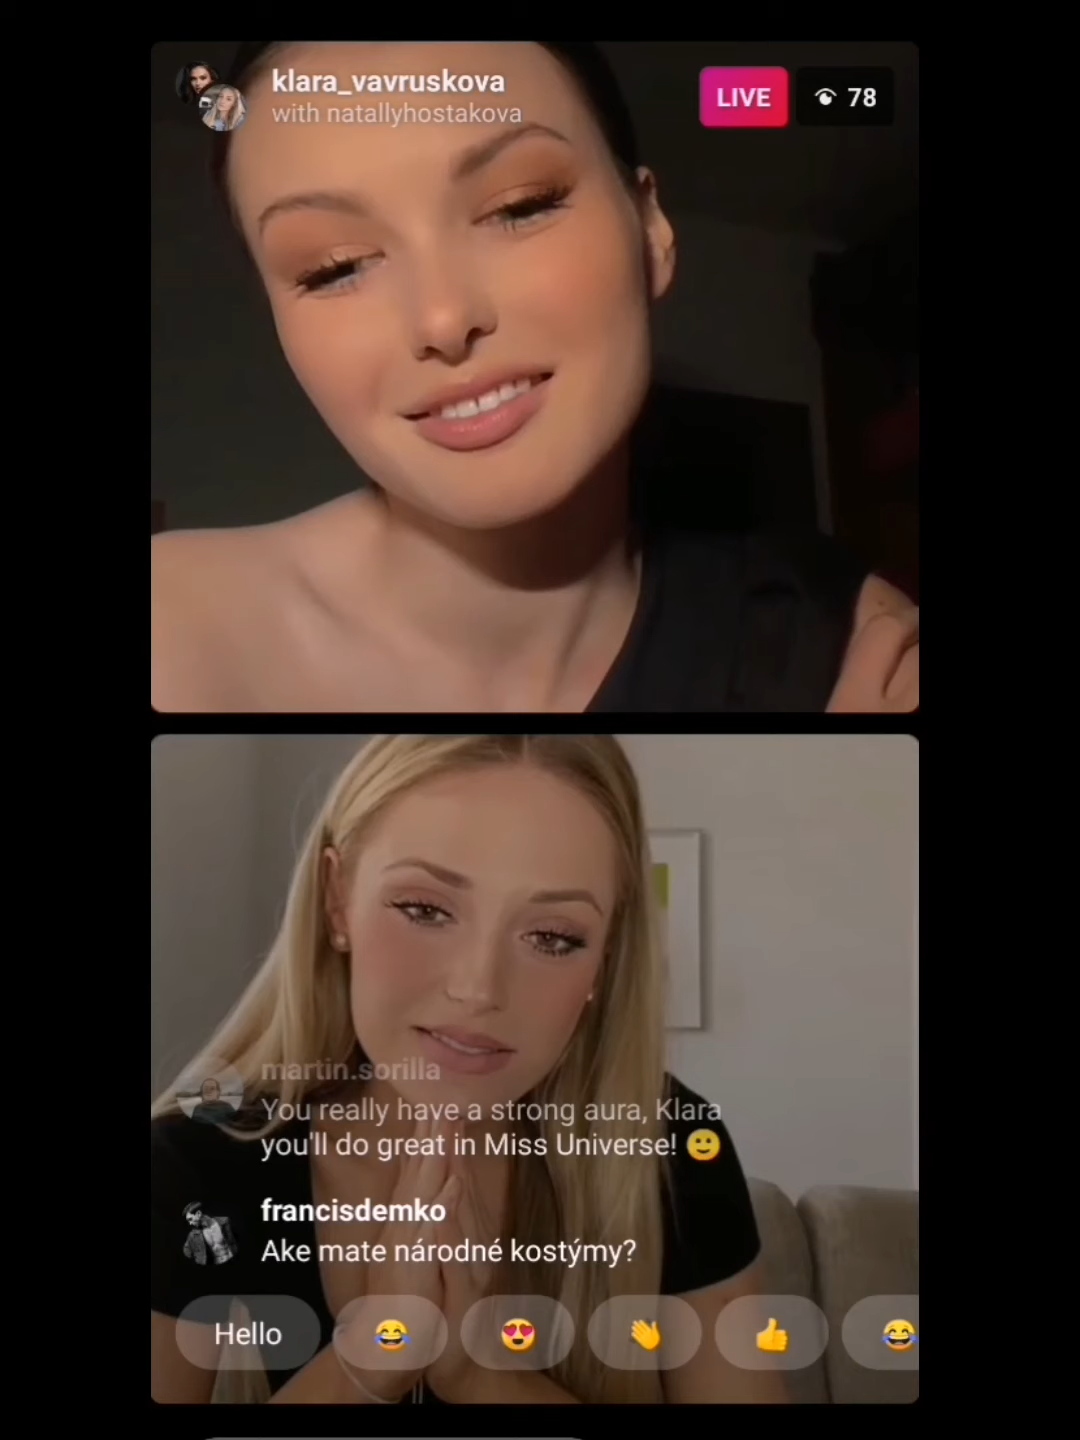 klara_vavruskova
with natallyhostakova
LIVE
78
martin.sorilla
You really have a strong aura, Klara
you'll do great in Miss Universe! 🙂
francisdemko
Ake mate národné kostýmy?
Hello